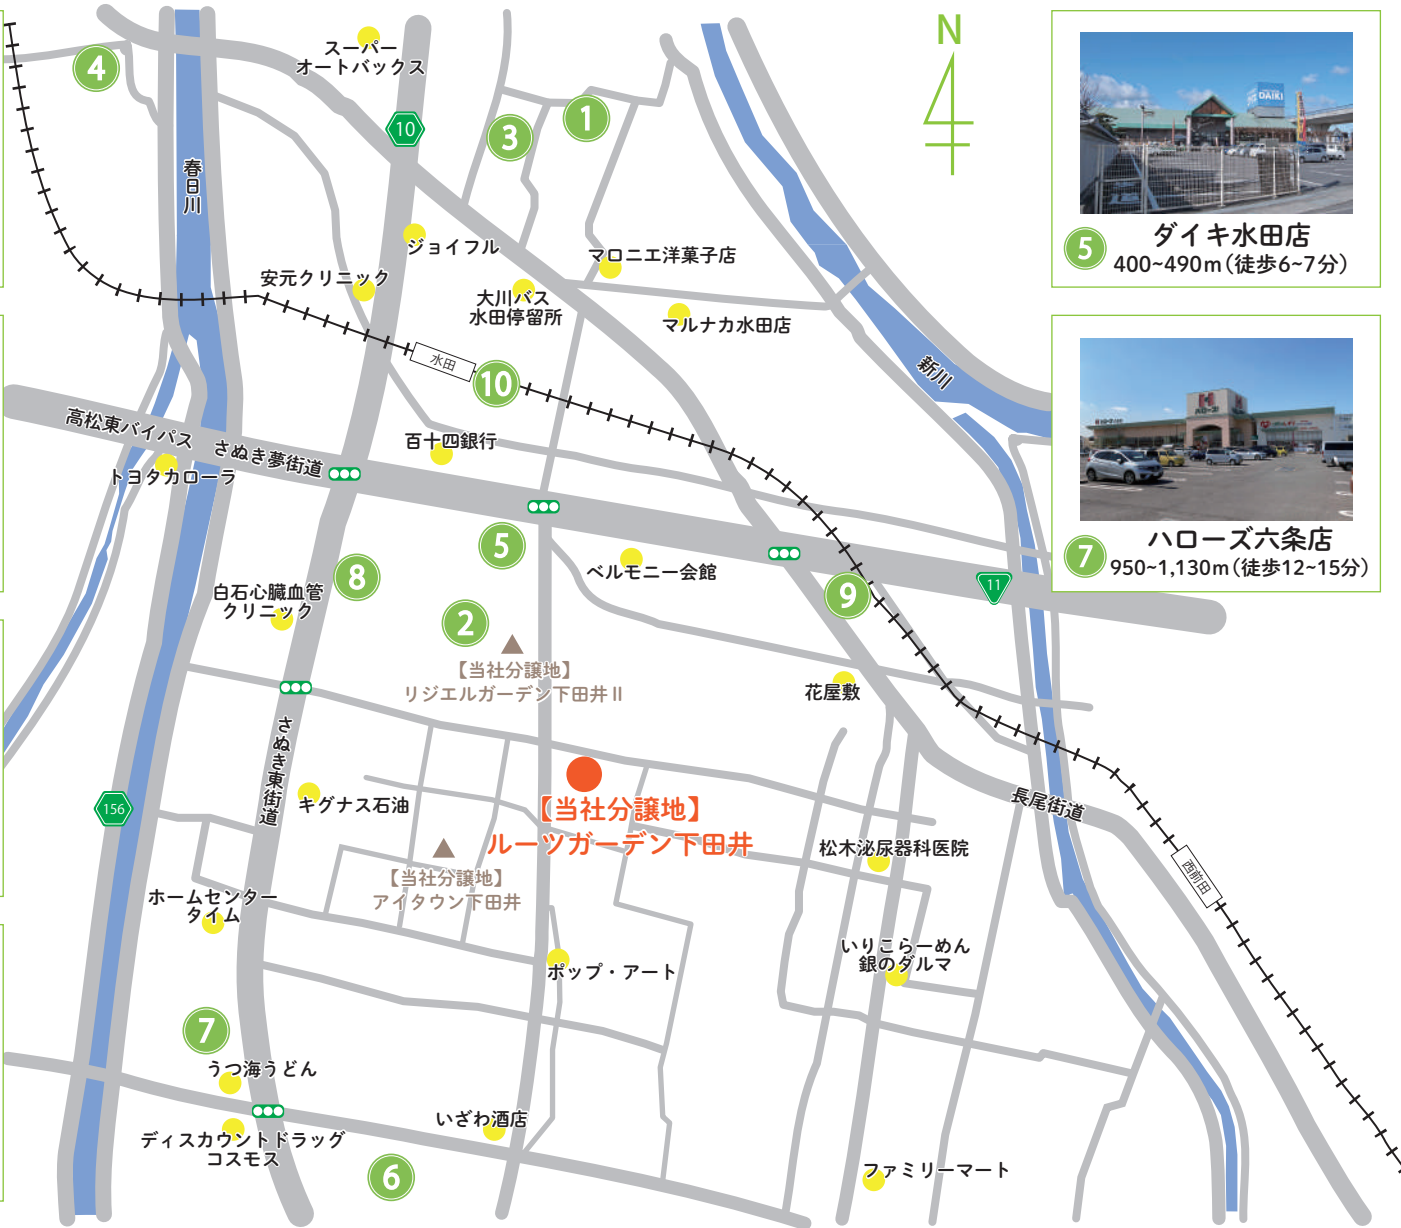 N
4
スーパー
オートバックス
10
3
1
春日川
ジョイフル
マロニエ洋菓子店
安元クリニック
大川バス
水田停留所
マルナカ水田店
水田
10
新川
高松東バイパス
さぬき夢街道
百十四銀行
トヨタカローラ
5
ベルモニー会館
8
9
11
白石心臓血管
クリニック
2
【当社分譲地】
リジエルガーデン下田井Ⅱ
花屋敷
さぬき東街道
キグナス石油
156
【当社分譲地】
ルーツガーデン下田井
長尾街道
松木泌尿器科医院
【当社分譲地】
アイタウン下田井
西前田
ホームセンター
タイム
ポップ・アート
いりこらーめん
銀のダルマ
7
うつ海うどん
いざわ酒店
ディスカウントドラッグ
コスモス
6
ファミリーマート
DAIKI
5
ダイキ水田店
400~490m（徒歩6~7分）
ハローズ
7
ハローズ六条店
950~1,130m（徒歩12~15分）